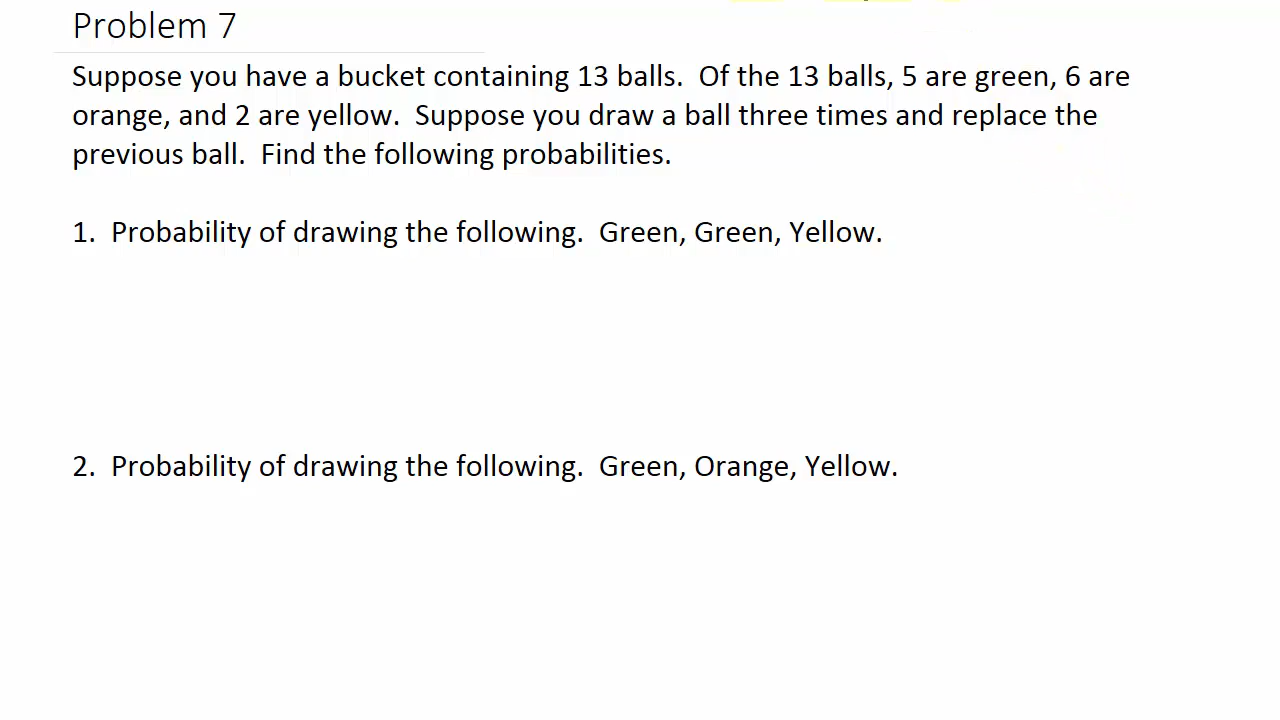 Problem 7
Suppose you have a bucket containing 13 balls.  Of the 13 balls, 5 are green, 6 are
orange, and 2 are yellow.  Suppose you draw a ball three times and replace the
previous ball.  Find the following probabilities.
1.  Probability of drawing the following.  Green, Green, Yellow.
2.  Probability of drawing the following.  Green, Orange, Yellow.